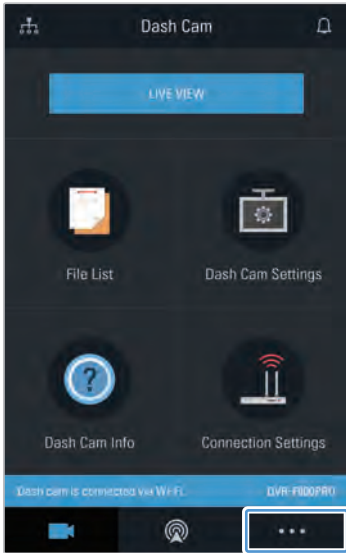 Dash Cam
LIVE VIEW
File List
Dash Cam Settings
Dash Cam Info
Connection Settings
Dash cam is connected via Wi-Fi.
DVR-F800PRO